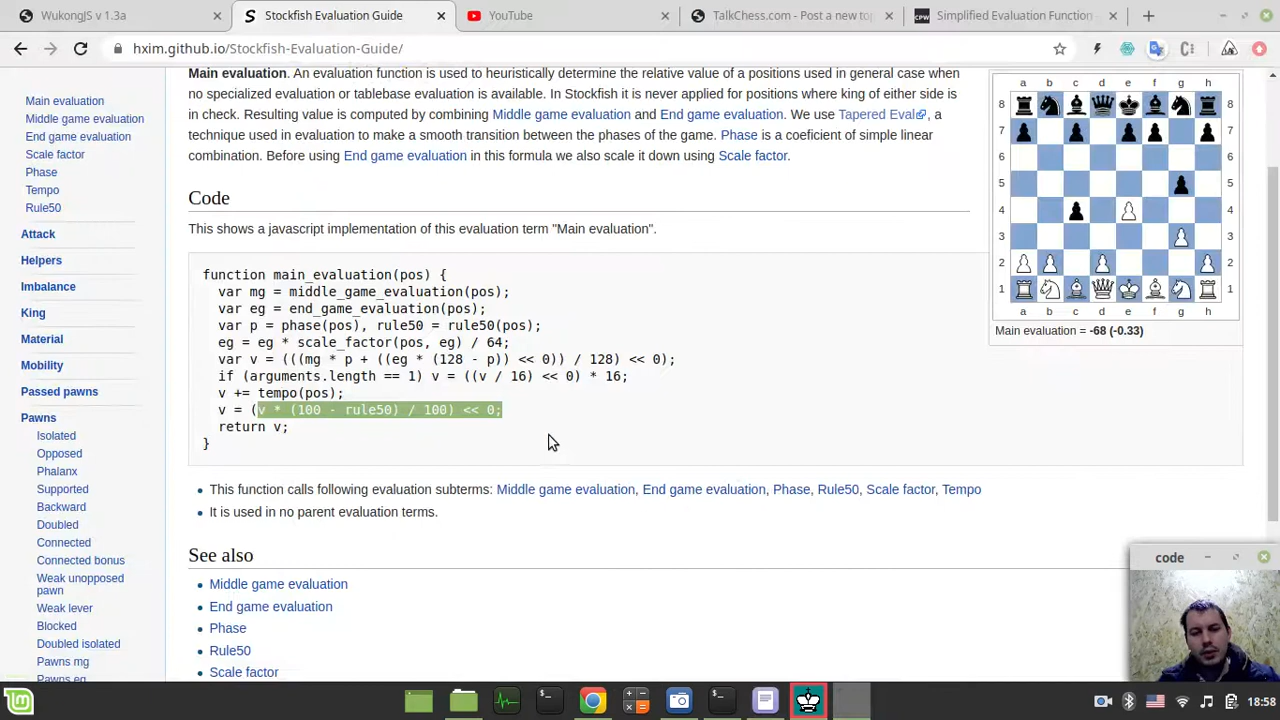 WukongJS v 1.3a
Stockfish Evaluation Guide
YouTube
TalkChess.com - Post a new top
Simplified Evaluation Function -
hxim.github.io/Stockfish-Evaluation-Guide/
Main evaluation
Middle game evaluation
End game evaluation
Scale factor
Phase
Tempo
Rule50
Attack
Helpers
Imbalance
King
Material
Mobility
Passed pawns
Pawns
Isolated
Opposed
Phalanx
Supported
Backward
Doubled
Connected
Connected bonus
Weak unopposed
pawn
Weak lever
Blocked
Doubled isolated
Pawns mg
Pawns eg
Main evaluation. An evaluation function is used to heuristically determine the relative value of a positions used in general case when
no specialized evaluation or tablebase evaluation is available. In Stockfish it is never applied for positions where king of either side
is in check. Resulting value is computed by combining Middle game evaluation and End game evaluation. We use Tapered Eval, a
technique used in evaluation to make a smooth transition between the phases of the game. Phase is a coeficient of simple linear
combination. Before using End game evaluation in this formula we also scale it down using Scale factor.
Code
This shows a javascript implementation of this evaluation term "Main evaluation".
function main_evaluation(pos) {
var mg = middle_game_evaluation(pos);
var eg = end_game_evaluation(pos);
var p = phase(pos), rule50 = rule50(pos);
eg = eg * scale_factor(pos, eg) / 64;
var v = (((mg * p + ((eg * (128 - p)) << 0)) / 128) << 0);
if (arguments.length == 1) v = ((v / 16) << 0) * 16;
v += tempo(pos);
v = (v * (100 - rule50) / 100) << 0;
return v;
}
This function calls following evaluation subterms: Middle game evaluation, End game evaluation, Phase, Rule50, Scale factor, Tempo
It is used in no parent evaluation terms.
See also
Middle game evaluation
End game evaluation
Phase
Rule50
Scale factor
a b c d e f g h
8 8
7 7
6 6
5 5
4 4
3 3
2 2
1 1
a b c d e f g h
Main evaluation = -68 (-0.33)
code
18:58